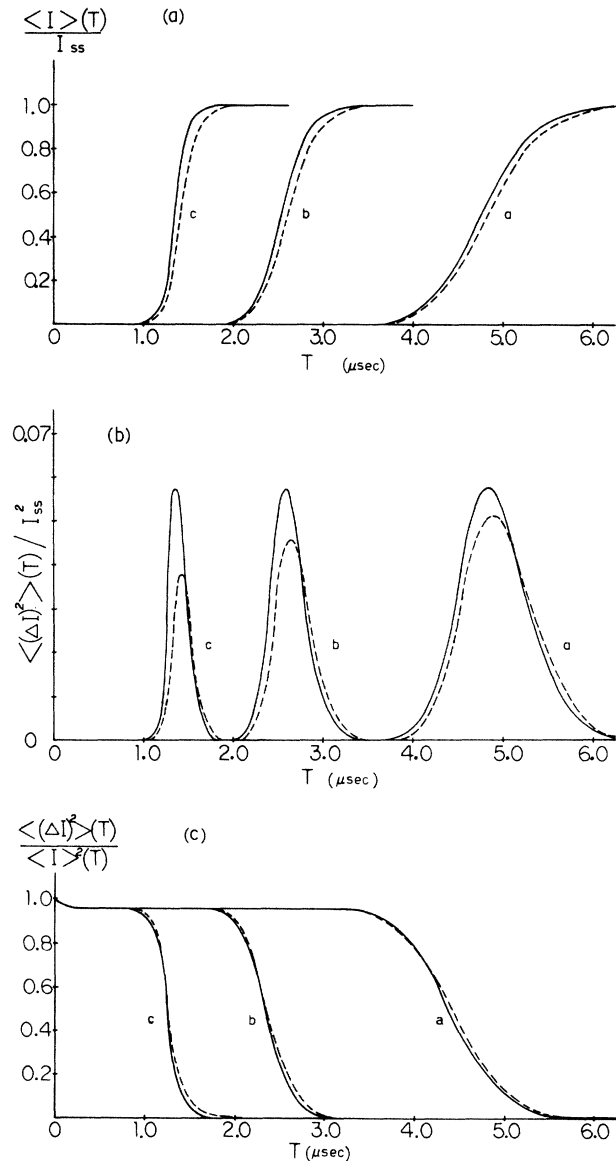 <I>(T)
I ss
(a)
1.0
0.8
0.6
0.4
0.2
c
b
a
0 1.0 2.0 3.0 4.0 5.0 6.0
T (μsec)
(b)
0.07
<(ΔI)²>(T) / I²ss
0
c
b
a
0 1.0 2.0 3.0 4.0 5.0 6.0
T (μsec)
<(ΔI)²>(T)
<I>²(T)
(c)
1.0
0.8
0.6
0.4
0.2
c
b
a
0 1.0 2.0 3.0 4.0 5.0 6.0
T (μsec)